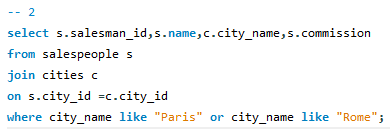 -- 2
select s.salesman_id,s.name,c.city_name,s.commission
from salespeople s
join cities c
on s.city_id =c.city_id
where city_name like "Paris" or city_name like "Rome";